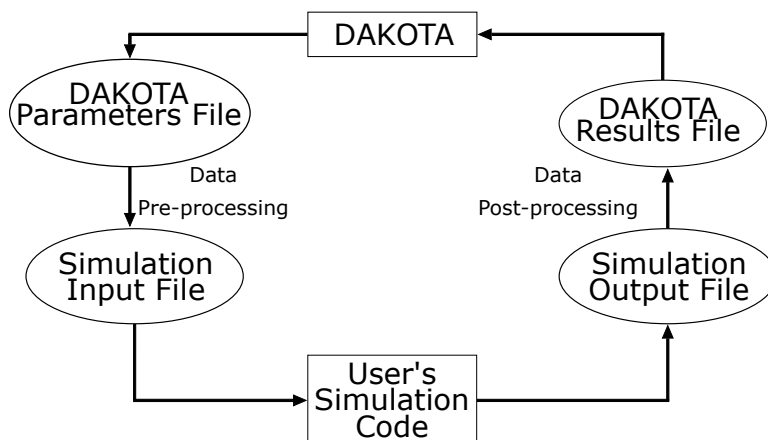 DAKOTA
DAKOTA
Parameters File
DAKOTA
Results File
Data
Pre-processing
Data
Post-processing
Simulation
Input File
Simulation
Output File
User's
Simulation
Code